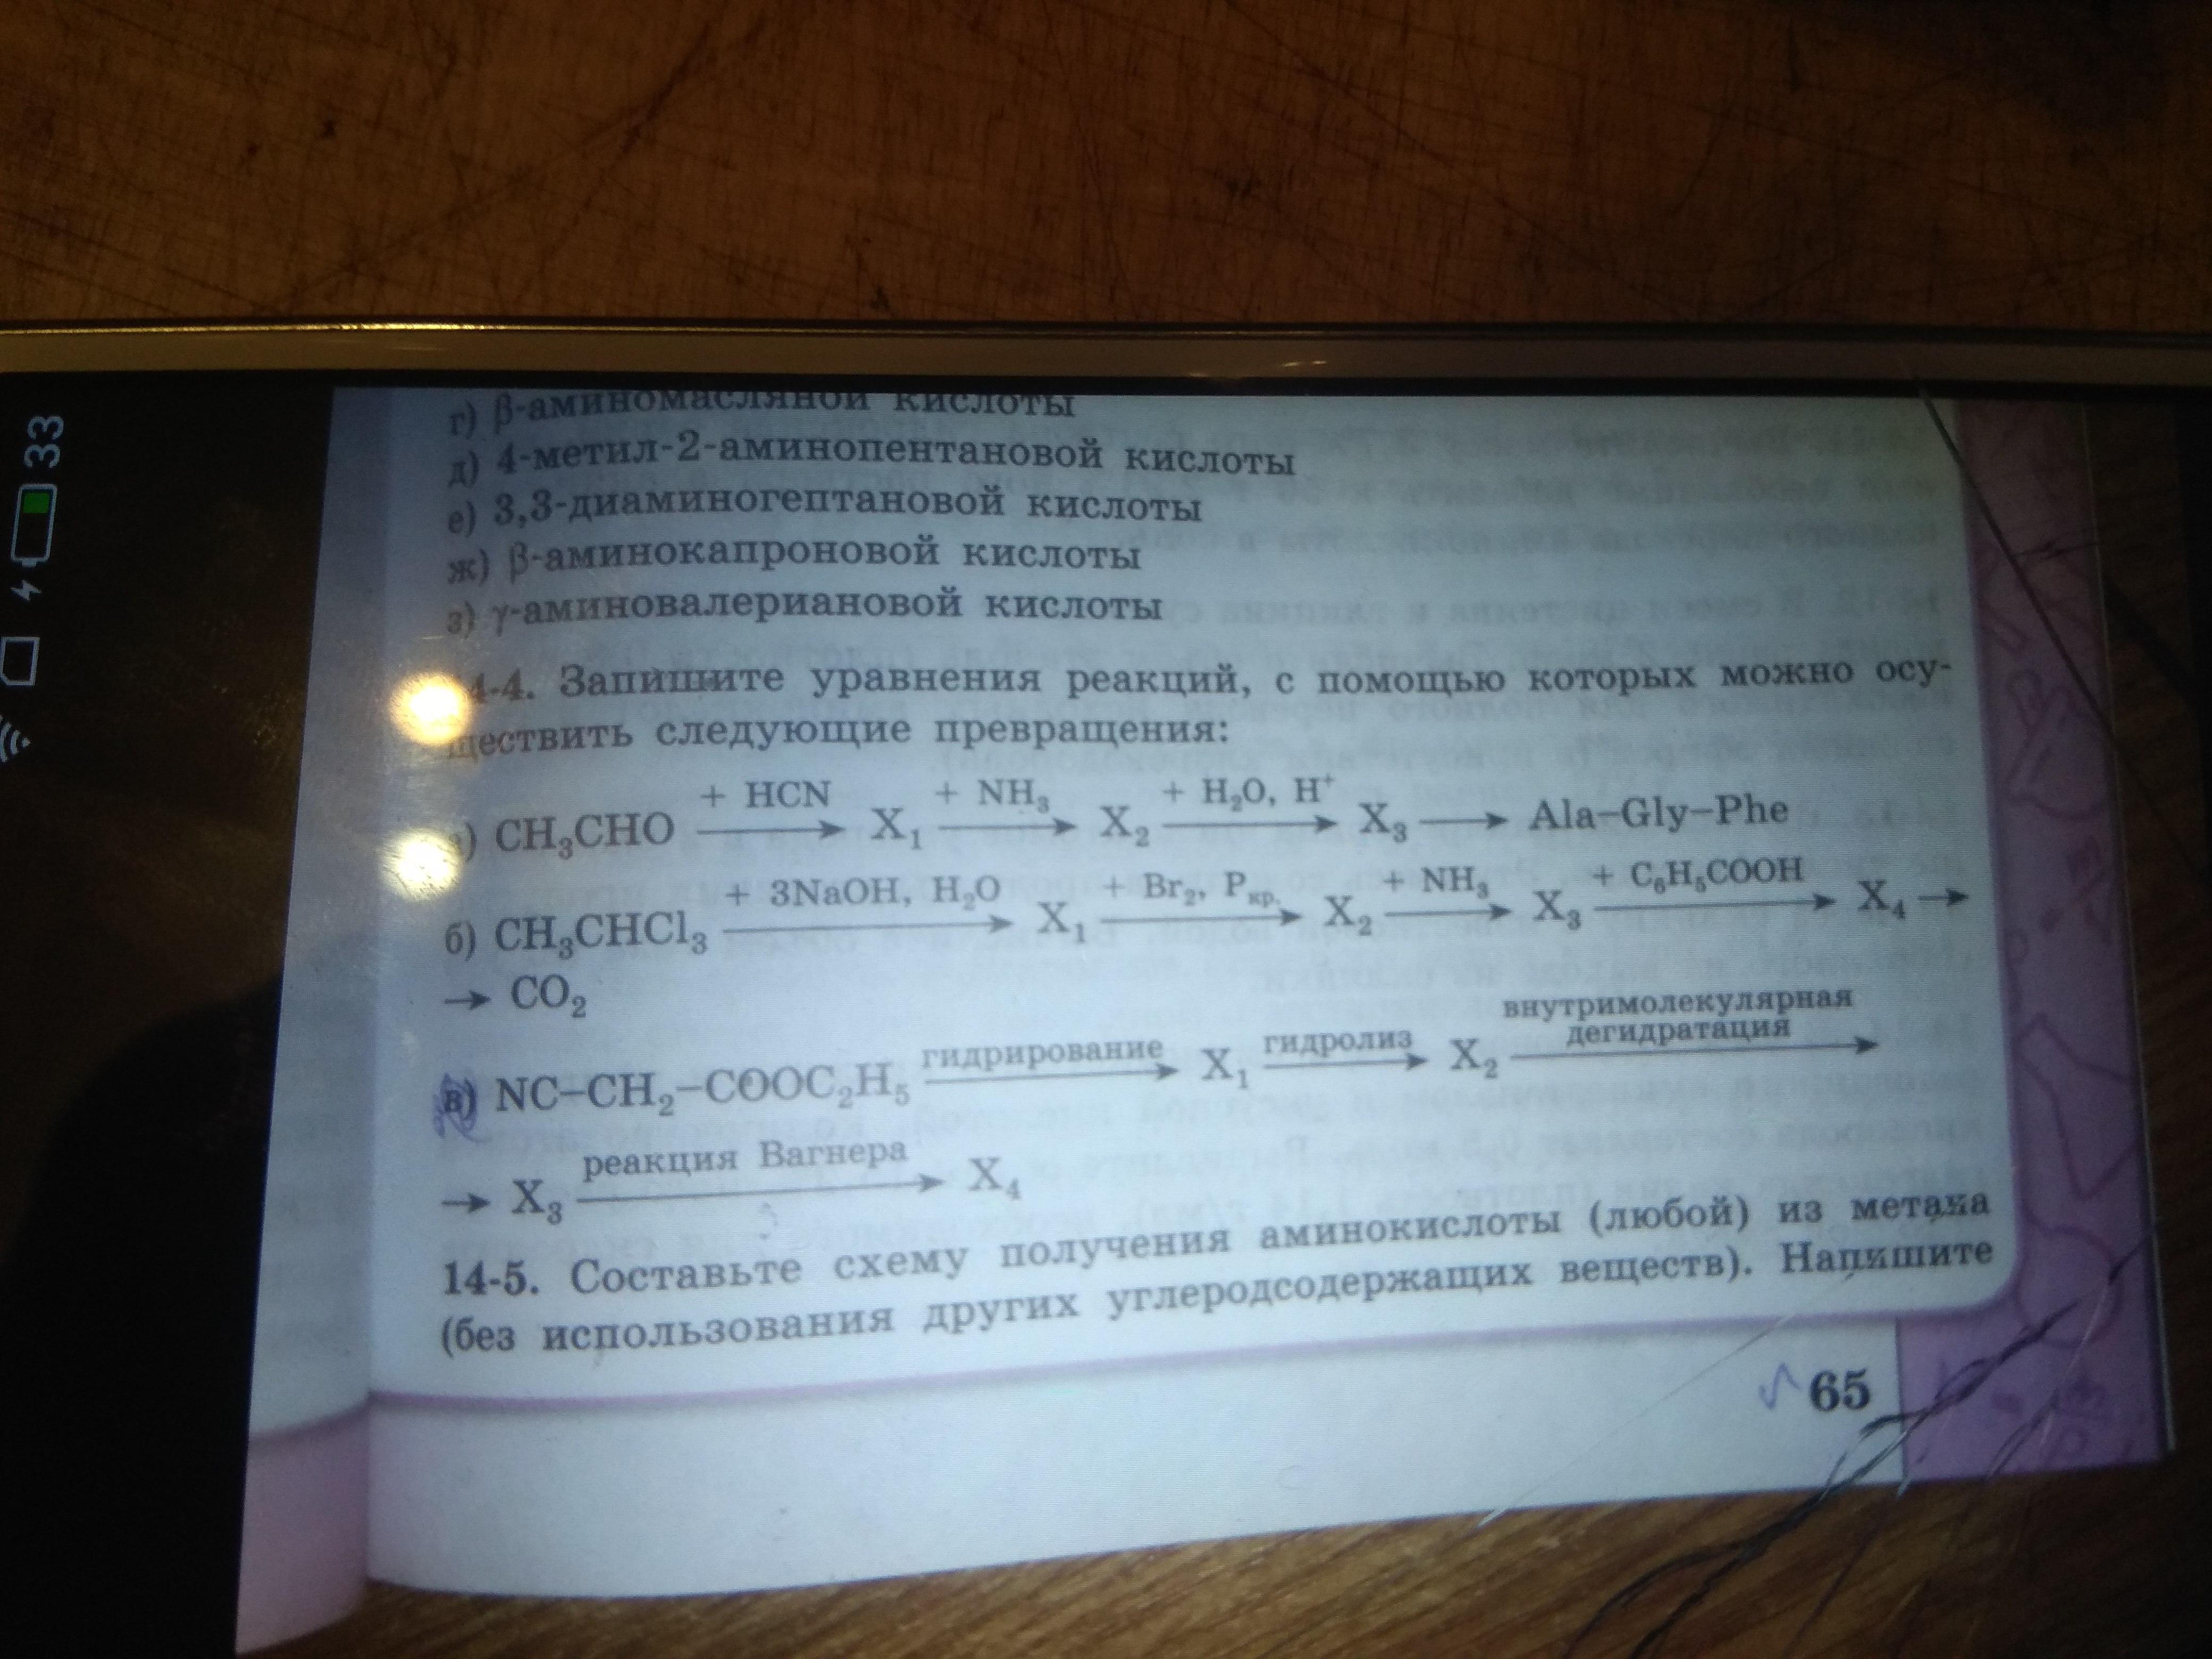 33
г) β-аминомасляной кислоты
д) 4-метил-2-аминопентановой кислоты
е) 3,3-диаминогептановой кислоты
ж) β-аминокапроновой кислоты
з) γ-аминовалериановой кислоты
4-4. Запишите уравнения реакций, с помощью которых можно осу-
ществить следующие превращения:
) CH₃CHO + HCN → X₁ + NH₃ → X₂ + H₂O, H⁺ → X₃ → Ala–Gly–Phe
б) CH₃CHCl₃ + 3NaOH, H₂O → X₁ + Br₂, Pкр. → X₂ + NH₃ → X₃ + C₆H₅COOH → X₄ →
→ CO₂
в) NC–CH₂–COOC₂H₅ гидрирование → X₁ гидролиз → X₂ внутримолекулярная дегидратация →
→ X₃ реакция Вагнера → X₄
14-5. Составьте схему получения аминокислоты (любой) из метана
(без использования других углеродсодержащих веществ). Напишите
65